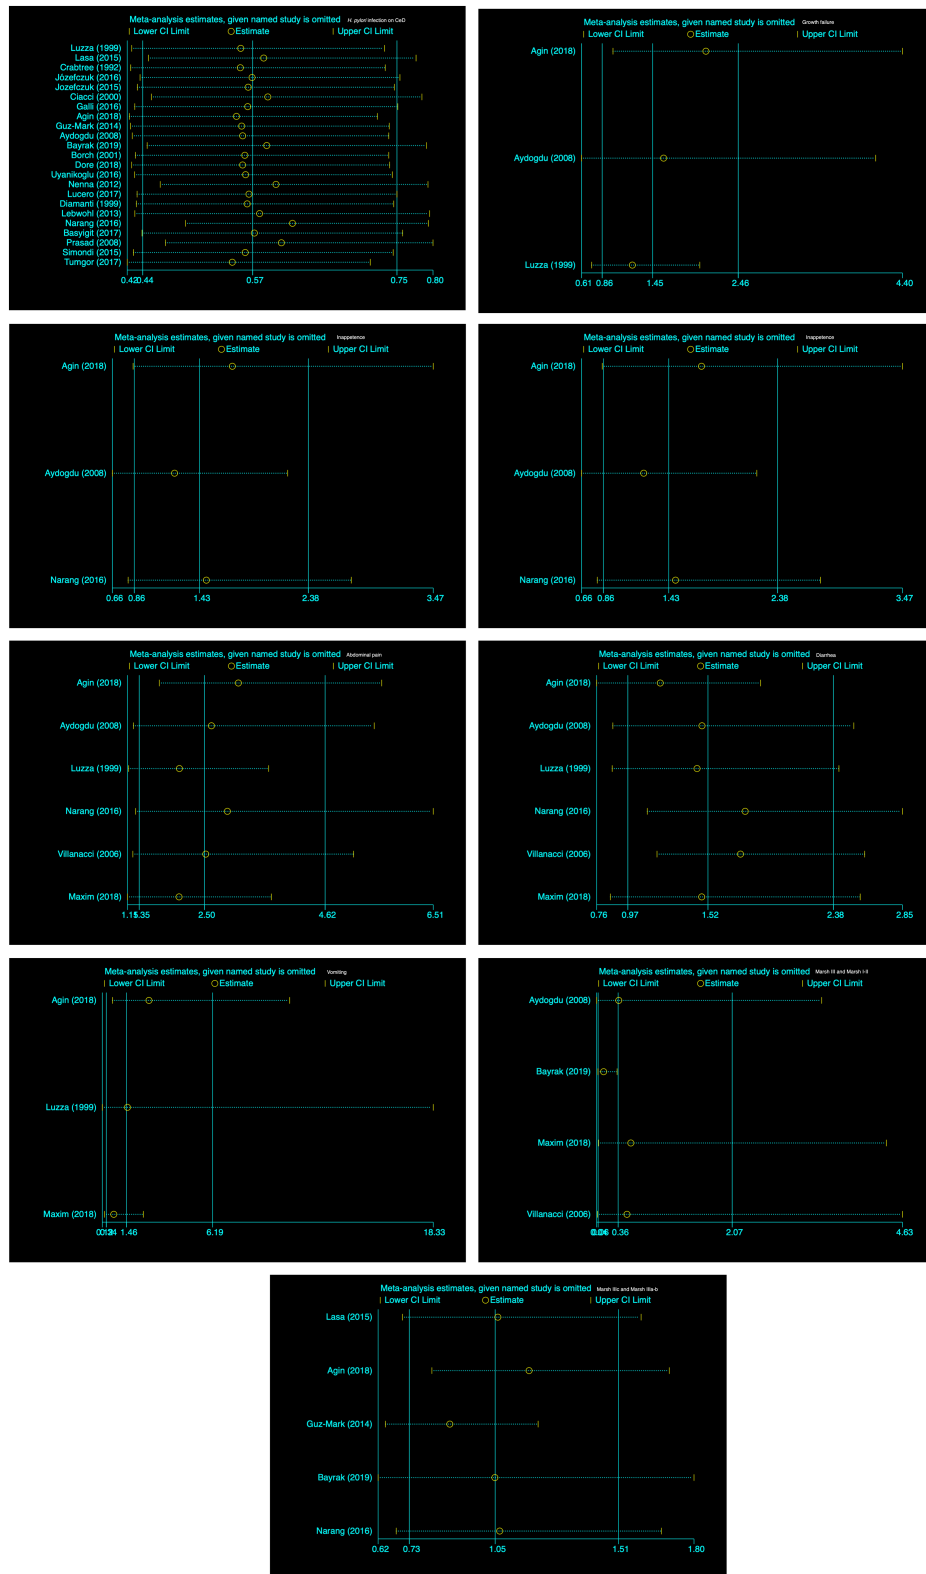 Meta-analysis estimates, given named study is omitted H. pylori infection on CeD
Lower CI Limit Estimate Upper CI Limit
Luzza (1999)
Lasa (2015)
Crabtree (1992)
Józefczuk (2016)
Jozefczuk (2015)
Ciacci (2000)
Galli (2016)
Agin (2018)
Guz-Mark (2014)
Aydogdu (2008)
Bayrak (2019)
Borch (2001)
Dore (2018)
Uyanikoglu (2016)
Nenna (2012)
Lucero (2017)
Diamanti (1999)
Lebwohl (2013)
Narang (2016)
Basyigit (2017)
Prasad (2008)
Simondi (2015)
Tumgor (2017)
0.42 0.44 0.57 0.75 0.80
Meta-analysis estimates, given named study is omitted Growth failure
Lower CI Limit Estimate Upper CI Limit
Agin (2018)
Aydogdu (2008)
Luzza (1999)
0.61 0.86 1.45 2.46 4.40
Meta-analysis estimates, given named study is omitted Inappetence
Lower CI Limit Estimate Upper CI Limit
Agin (2018)
Aydogdu (2008)
Narang (2016)
0.66 0.86 1.43 2.38 3.47
Meta-analysis estimates, given named study is omitted Inappetence
Lower CI Limit Estimate Upper CI Limit
Agin (2018)
Aydogdu (2008)
Narang (2016)
0.66 0.86 1.43 2.38 3.47
Meta-analysis estimates, given named study is omitted Abdominal pain
Lower CI Limit Estimate Upper CI Limit
Agin (2018)
Aydogdu (2008)
Luzza (1999)
Narang (2016)
Villanacci (2006)
Maxim (2018)
1.35 2.50 4.62 6.51
Meta-analysis estimates, given named study is omitted Diarrhea
Lower CI Limit Estimate Upper CI Limit
Agin (2018)
Aydogdu (2008)
Luzza (1999)
Narang (2016)
Villanacci (2006)
Maxim (2018)
0.76 0.97 1.52 2.38 2.85
Meta-analysis estimates, given named study is omitted Vomiting
Lower CI Limit Estimate Upper CI Limit
Agin (2018)
Luzza (1999)
Maxim (2018)
1.46 6.19 18.33
Meta-analysis estimates, given named study is omitted Marsh III and Marsh I-II
Lower CI Limit Estimate Upper CI Limit
Aydogdu (2008)
Bayrak (2019)
Maxim (2018)
Villanacci (2006)
0.36 2.07 4.63
Meta-analysis estimates, given named study is omitted Marsh IIIc and Marsh IIIa-b
Lower CI Limit Estimate Upper CI Limit
Lasa (2015)
Agin (2018)
Guz-Mark (2014)
Bayrak (2019)
Narang (2016)
0.62 0.73 1.05 1.51 1.80